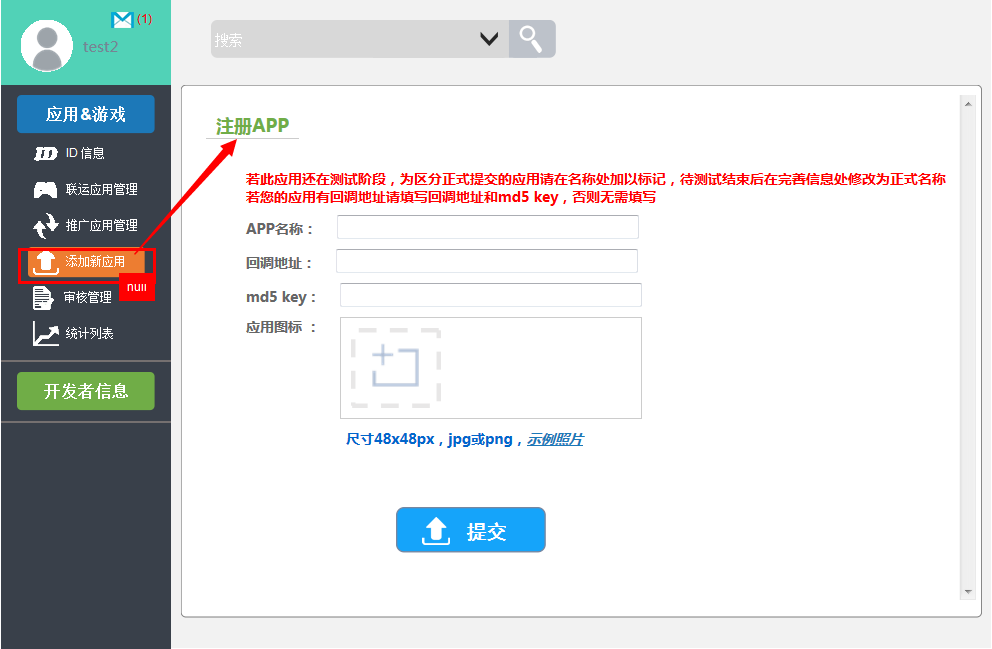 (1)
test2
搜索
应用&游戏
ID 信息
联运应用管理
推广应用管理
添加新应用
null
审核管理
统计列表
开发者信息
注册APP
若此应用还在测试阶段，为区分正式提交的应用请在名称处加以标记，待测试结束后在完善信息处修改为正式名称
若您的应用有回调地址请填写回调地址和md5 key，否则无需填写
APP名称：
回调地址：
md5 key：
应用图标 ：
尺寸48x48px，jpg或png，示例照片
提交